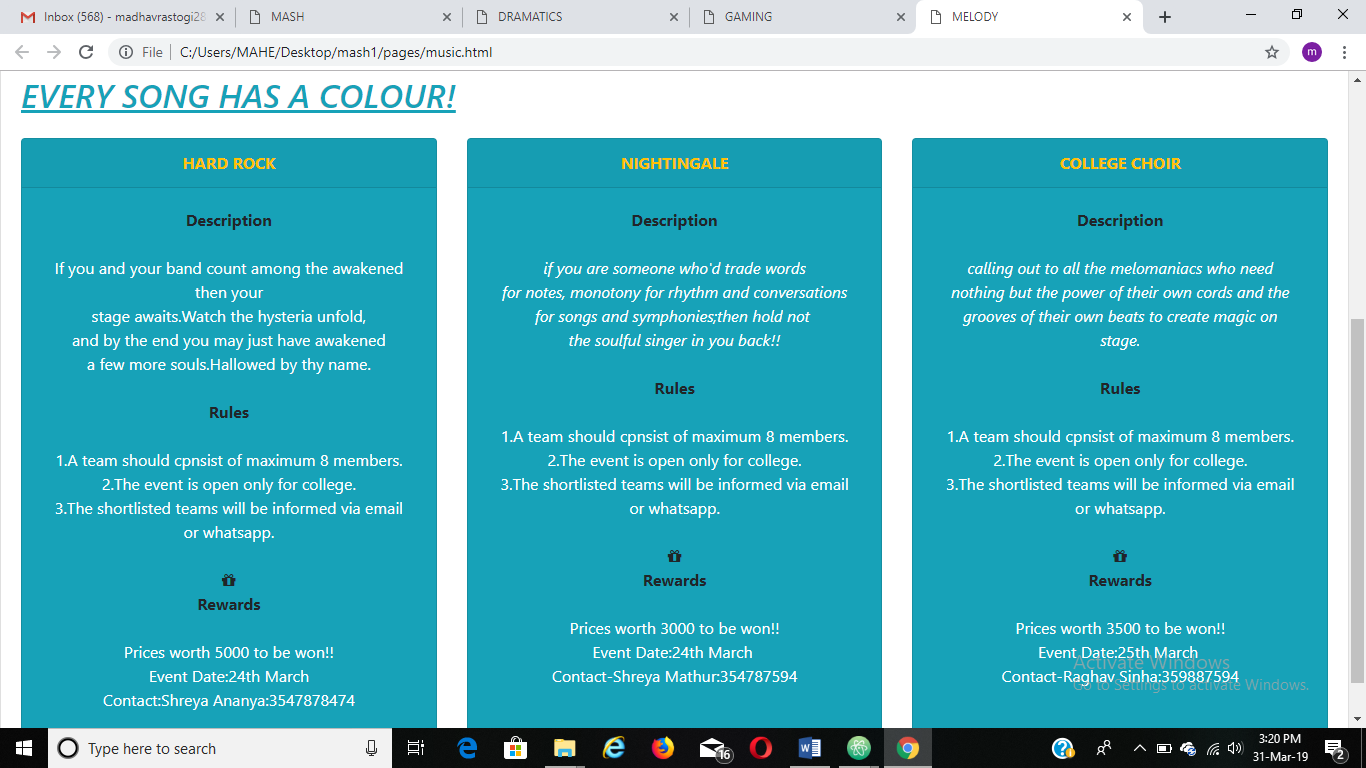 Inbox (568) - madhavrastogi28
MASH
DRAMATICS
GAMING
MELODY
File
C:/Users/MAHE/Desktop/mash1/pages/music.html
m
EVERY SONG HAS A COLOUR!
HARD ROCK
Description
If you and your band count among the awakened
then your
stage awaits.Watch the hysteria unfold,
and by the end you may just have awakened
a few more souls.Hallowed by thy name.
Rules
1.A team should cpnsist of maximum 8 members.
2.The event is open only for college.
3.The shortlisted teams will be informed via email
or whatsapp.
Rewards
Prices worth 5000 to be won!!
Event Date:24th March
Contact:Shreya Ananya:3547878474
NIGHTINGALE
Description
if you are someone who'd trade words
for notes, monotony for rhythm and conversations
for songs and symphonies;then hold not
the soulful singer in you back!!
Rules
1.A team should cpnsist of maximum 8 members.
2.The event is open only for college.
3.The shortlisted teams will be informed via email
or whatsapp.
Rewards
Prices worth 3000 to be won!!
Event Date:24th March
Contact-Shreya Mathur:354787594
COLLEGE CHOIR
Description
calling out to all the melomaniacs who need
nothing but the power of their own cords and the
grooves of their own beats to create magic on
stage.
Rules
1.A team should cpnsist of maximum 8 members.
2.The event is open only for college.
3.The shortlisted teams will be informed via email
or whatsapp.
Rewards
Prices worth 3500 to be won!!
Event Date:25th March
Contact-Raghav Sinha:359887594
Activate Windows
Go to Settings to activate Windows.
Type here to search
16
3:20 PM
31-Mar-19
2